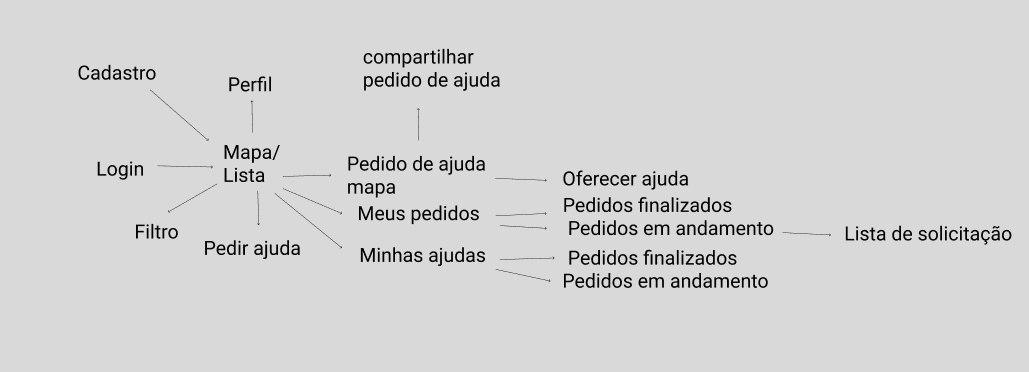 compartilhar
pedido de ajuda
Cadastro
Perfil
Mapa/
Lista
Login
Pedido de ajuda
mapa
Oferecer ajuda
Meus pedidos
Pedidos finalizados
Pedidos em andamento
Lista de solicitação
Filtro
Pedir ajuda
Minhas ajudas
Pedidos finalizados
Pedidos em andamento